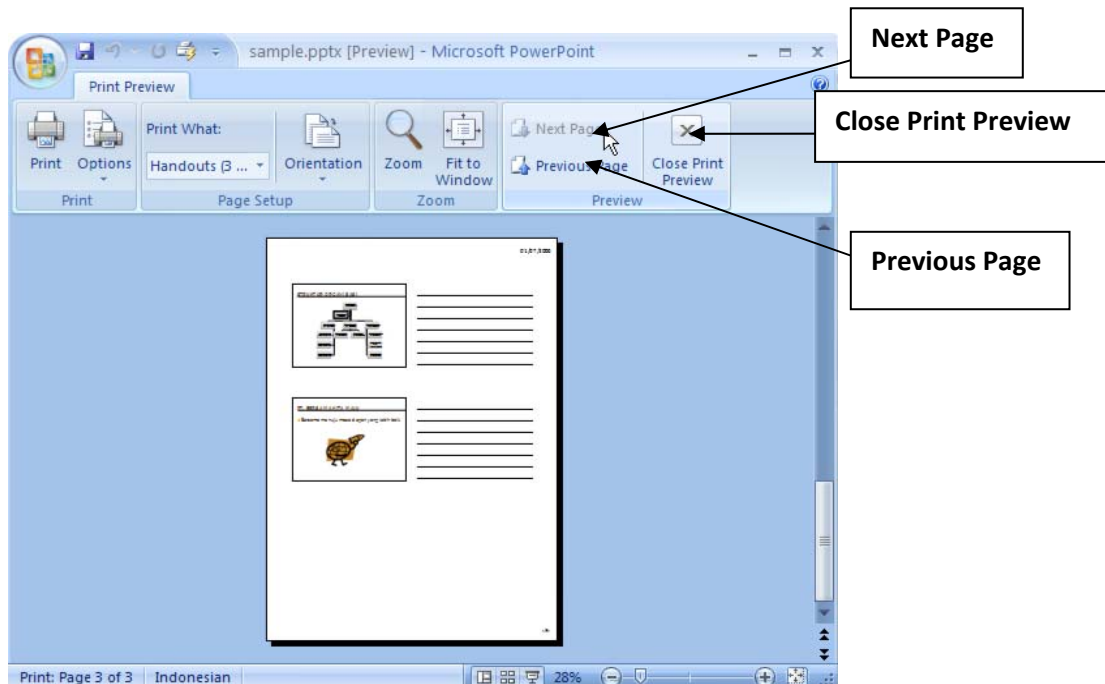 Next Page
sample.pptx [Preview] - Microsoft PowerPoint
Print Preview
Close Print Preview
Print What:
Next Pag
Print Options Handouts (3 ... Orientation Zoom Fit to Window Previous Page Close Print Preview
Print Page Setup Zoom Preview
Previous Page
Print: Page 3 of 3 Indonesian 28%